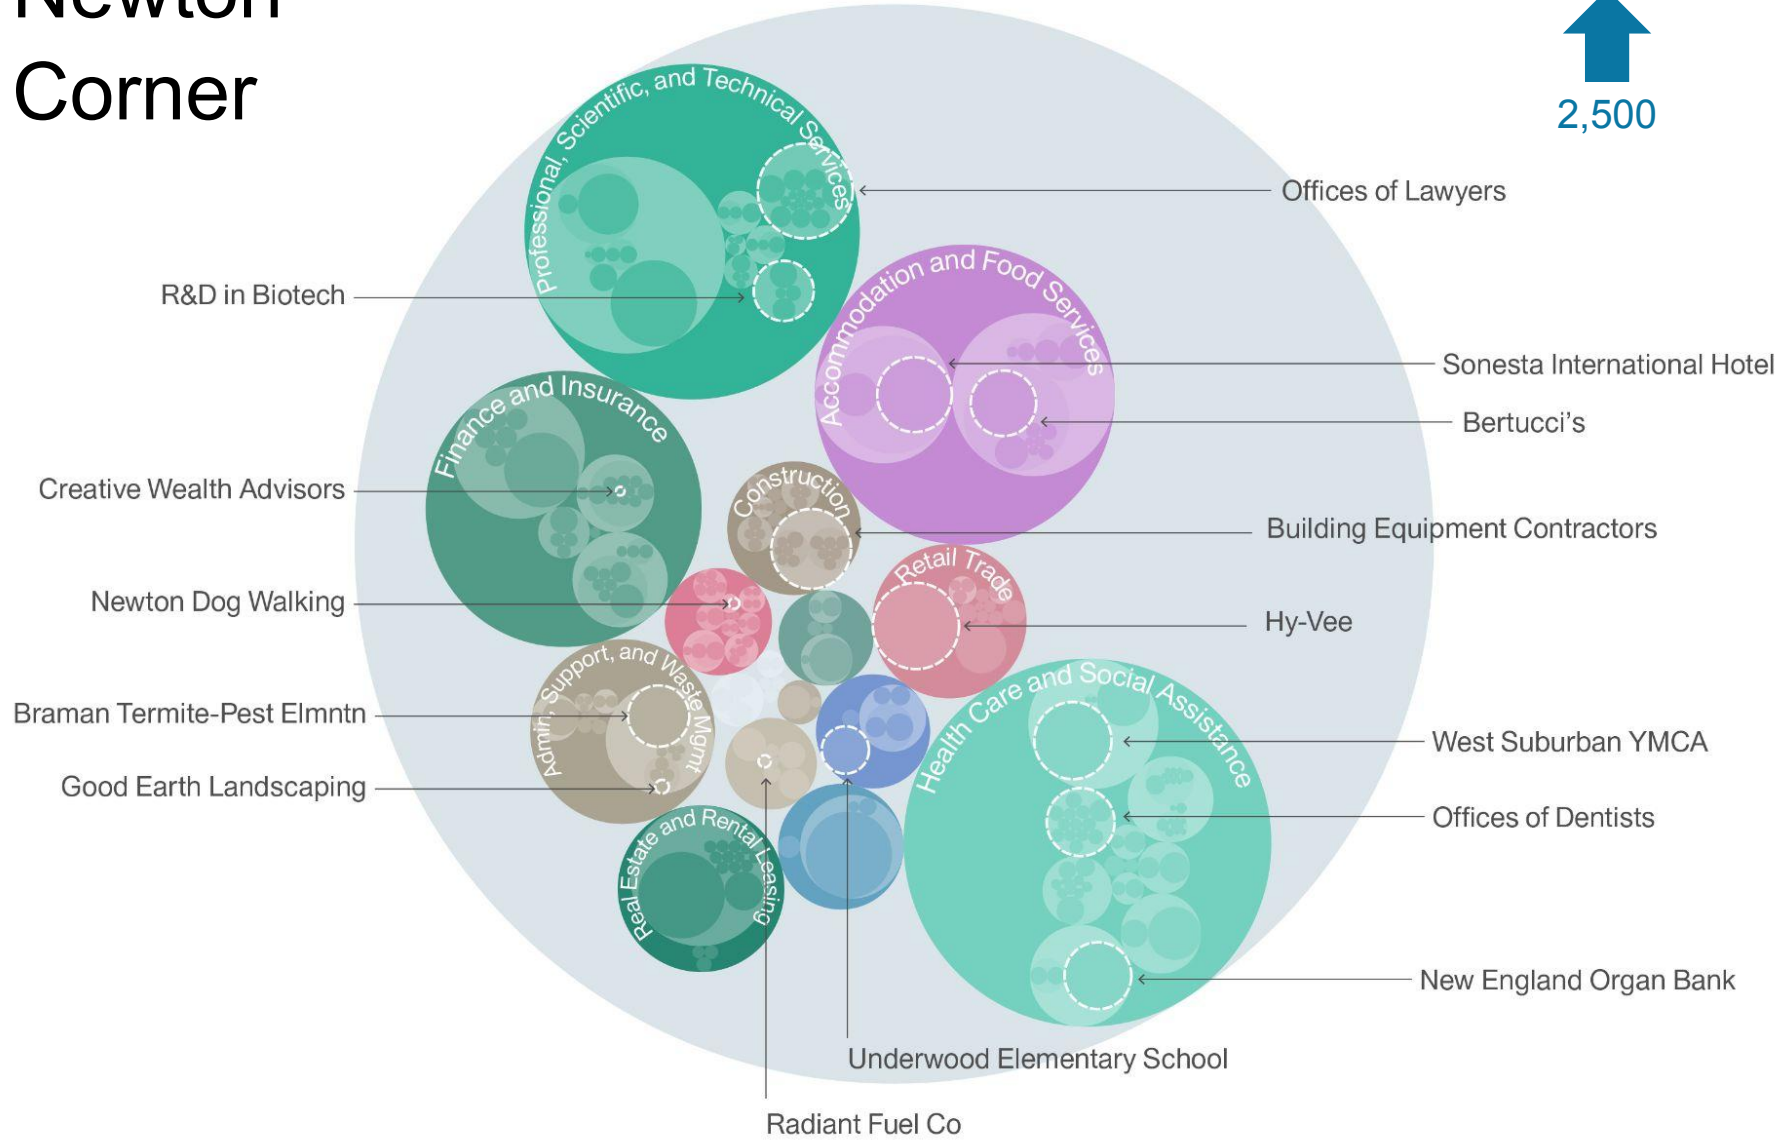 Newton
Corner
2,500
Professional, Scientific, and Technical Services
Offices of Lawyers
R&D in Biotech
Accommodation and Food Services
Sonesta International Hotel
Bertucci's
Finance and Insurance
Creative Wealth Advisors
Construction
Building Equipment Contractors
Retail Trade
Newton Dog Walking
Hy-Vee
Admin, Support, and Waste Mgmt
Health Care and Social Assistance
Braman Termite-Pest Elmntn
West Suburban YMCA
Good Earth Landscaping
Offices of Dentists
Real Estate and Rental Leasing
New England Organ Bank
Underwood Elementary School
Radiant Fuel Co